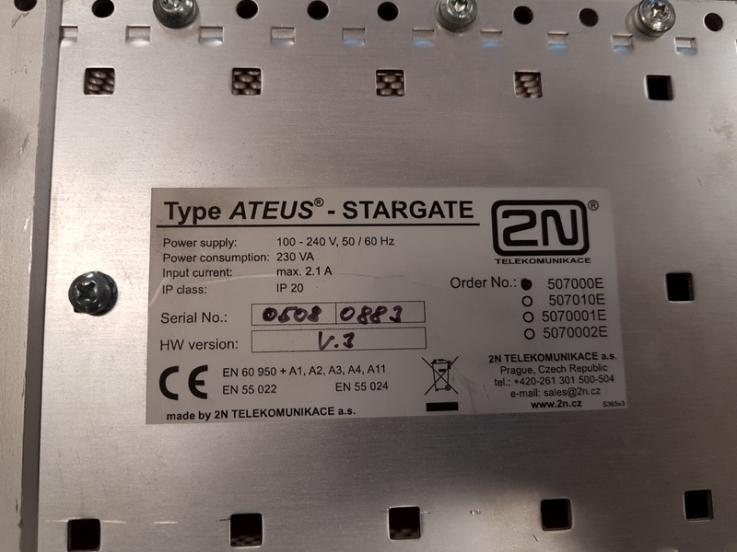 Type ATEUS® - STARGATE
2N®
TELEKOMUNIKACE
Power supply: 100 - 240 V, 50 / 60 Hz
Power consumption: 230 VA
Input current: max. 2.1 A
IP class: IP 20
Order No.: 507000E
507010E
5070001E
5070002E
Serial No.: 0508 0883
HW version: V.3
CE
EN 60 950 + A1, A2, A3, A4, A11
EN 55 022 EN 55 024
made by 2N TELEKOMUNIKACE a.s.
2N TELEKOMUNIKACE a.s.
Prague, Czech Republic
tel.: +420-261 301 500-504
e-mail: sales@2n.cz
www.2n.cz
S365v3